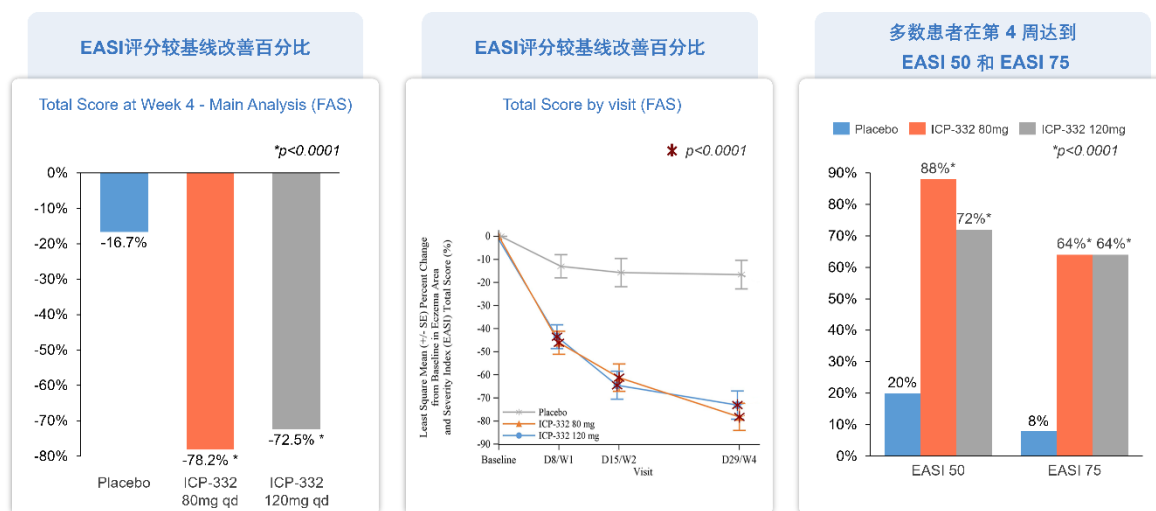 EASI评分较基线改善百分比
Total Score at Week 4 - Main Analysis (FAS)
*p<0.0001
0%
-10%
-20%
-30%
-40%
-50%
-60%
-70%
-80%
-16.7%
-78.2% *
-72.5% *
Placebo
ICP-332
80mg qd
ICP-332
120mg qd
EASI评分较基线改善百分比
Total Score by visit (FAS)
p<0.0001
Least Square Mean (+/- SE) Percent Change
from Baseline in Eczema Area
and Severity Index (EASI) Total Score (%)
0
-10
-20
-30
-40
-50
-60
-70
-80
-90
Placebo
ICP-332 80 mg
ICP-332 120 mg
Baseline
D8/W1
D15/W2
D29/W4
Visit
多数患者在第 4 周达到
EASI 50 和 EASI 75
Placebo
ICP-332 80mg
ICP-332 120mg
*p<0.0001
90%
80%
70%
60%
50%
40%
30%
20%
10%
0%
20%
88%*
72%*
8%
64%*
64%*
EASI 50
EASI 75